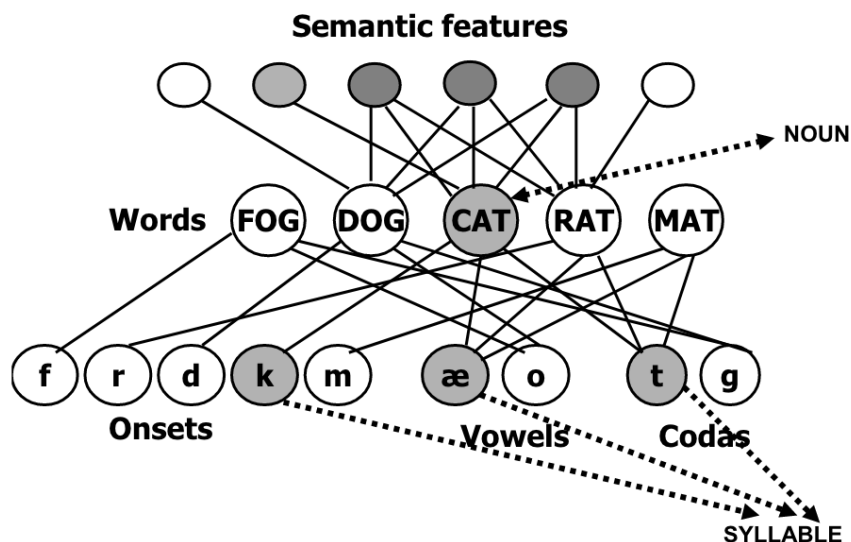 Semantic features
NOUN
Words FOG DOG CAT RAT MAT
f r d k m æ o t g
Onsets Vowels Codas
SYLLABLE